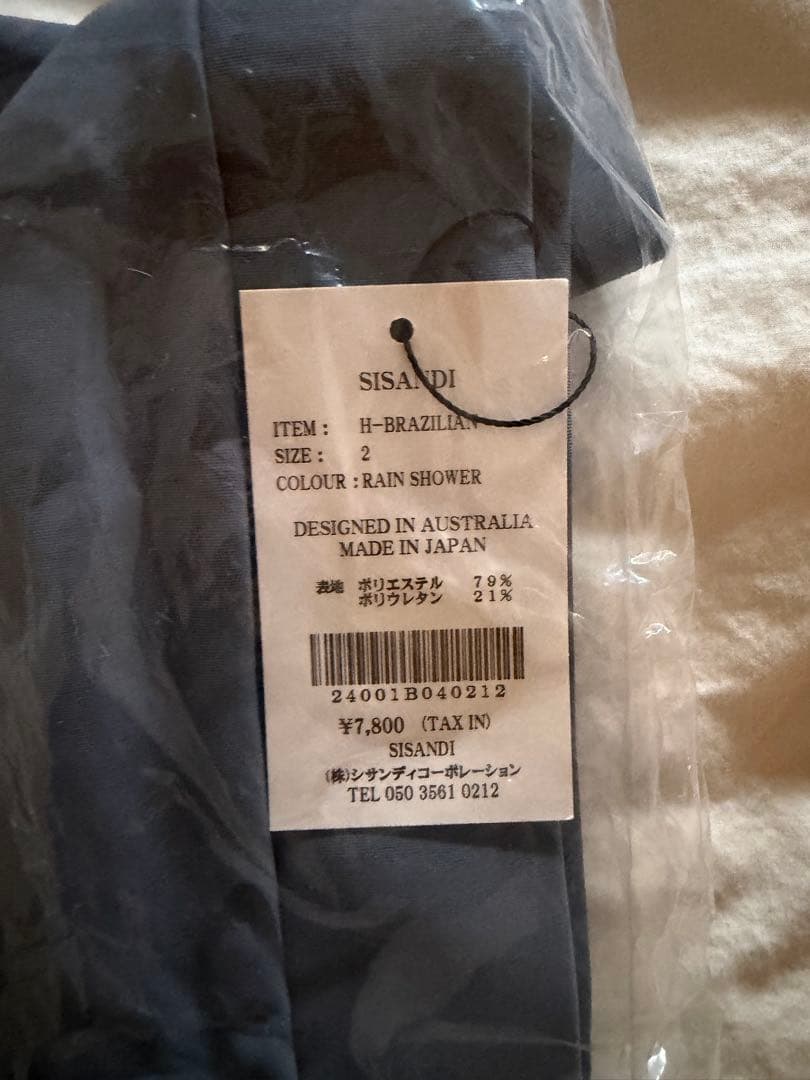 SISANDI
ITEM : H-BRAZILIAN
SIZE : 2
COLOUR : RAIN SHOWER
DESIGNED IN AUSTRALIA
MADE IN JAPAN
表地 ポリエステル 79%
ポリウレタン 21%
24001B040212
¥7,800 (TAX IN)
SISANDI
(株)シサンディコーポレーション
TEL 050 3561 0212